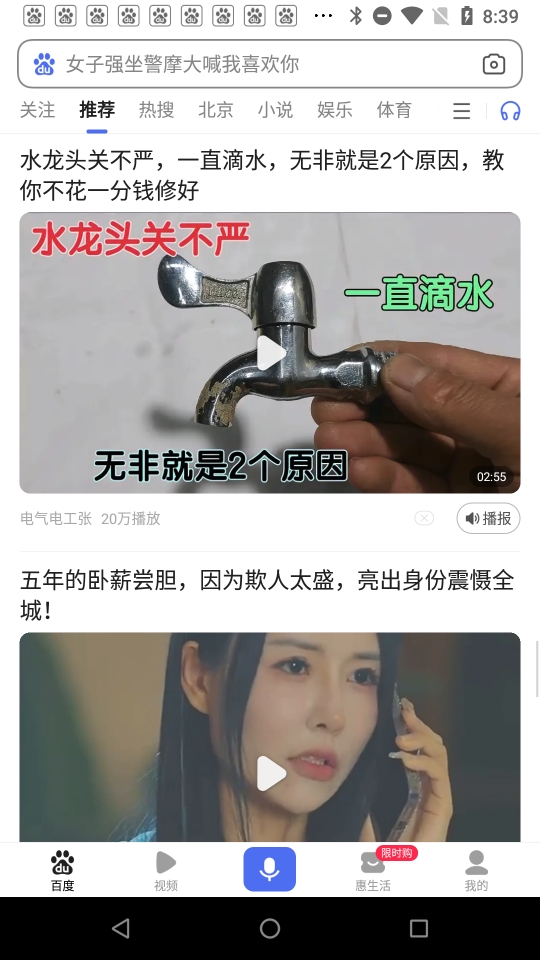 8:39
du 女子强坐警摩大喊我喜欢你
关注 推荐 热搜 北京 小说 娱乐 体育
水龙头关不严，一直滴水，无非就是2个原因，教
你不花一分钱修好
水龙头关不严
一直滴水
无非就是2个原因
02:55
电气电工张 20万播放 播报
五年的卧薪尝胆，因为欺人太盛，亮出身份震慑全
城！
限时购
du
百度 视频 惠生活 我的